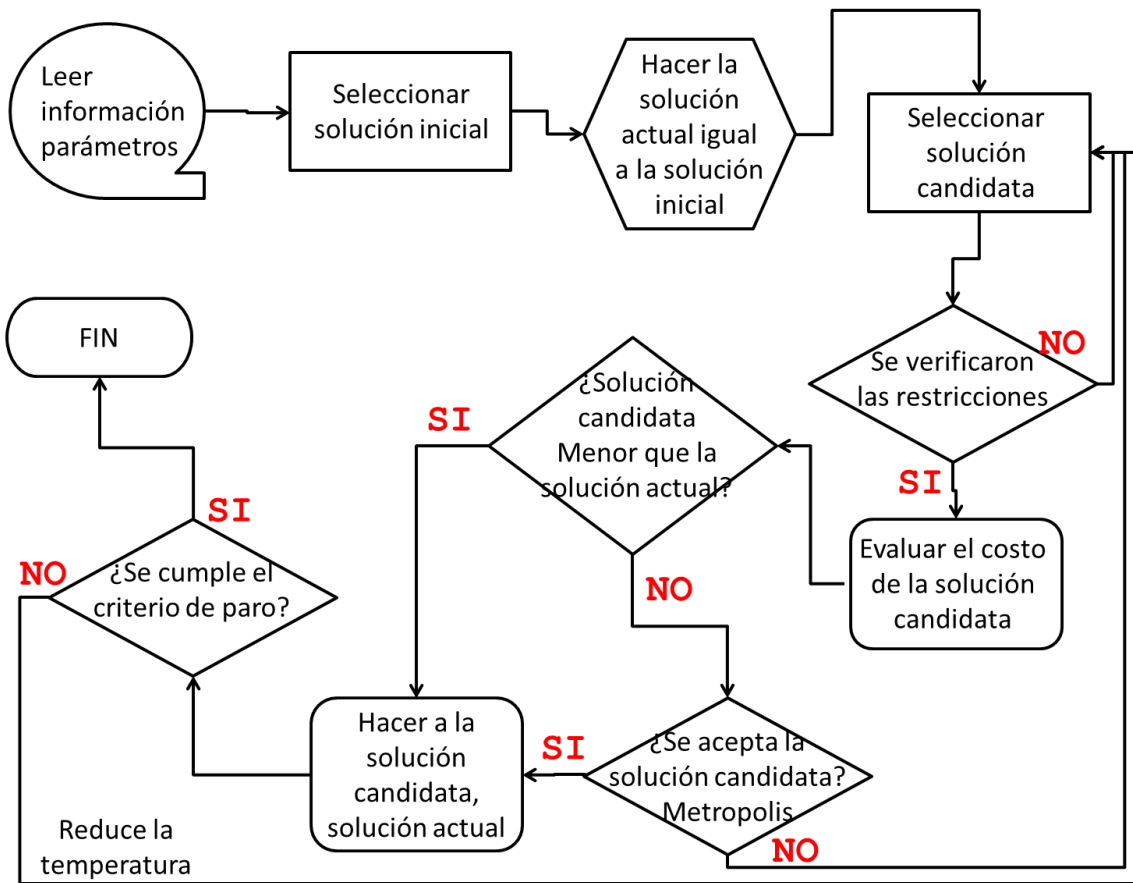 Leer
información
parámetros
Seleccionar
solución inicial
Hacer la
solución
actual igual
a la solución
inicial
Seleccionar
solución
candidata
Se verificaron
las restricciones
NO
SI
Evaluar el costo
de la solución
candidata
¿Solución
candidata
Menor que la
solución actual?
SI
NO
¿Se acepta la
solución candidata?
Metropolis
SI
NO
Hacer a la
solución
candidata,
solución actual
¿Se cumple el
criterio de paro?
SI
NO
FIN
Reduce la
temperatura